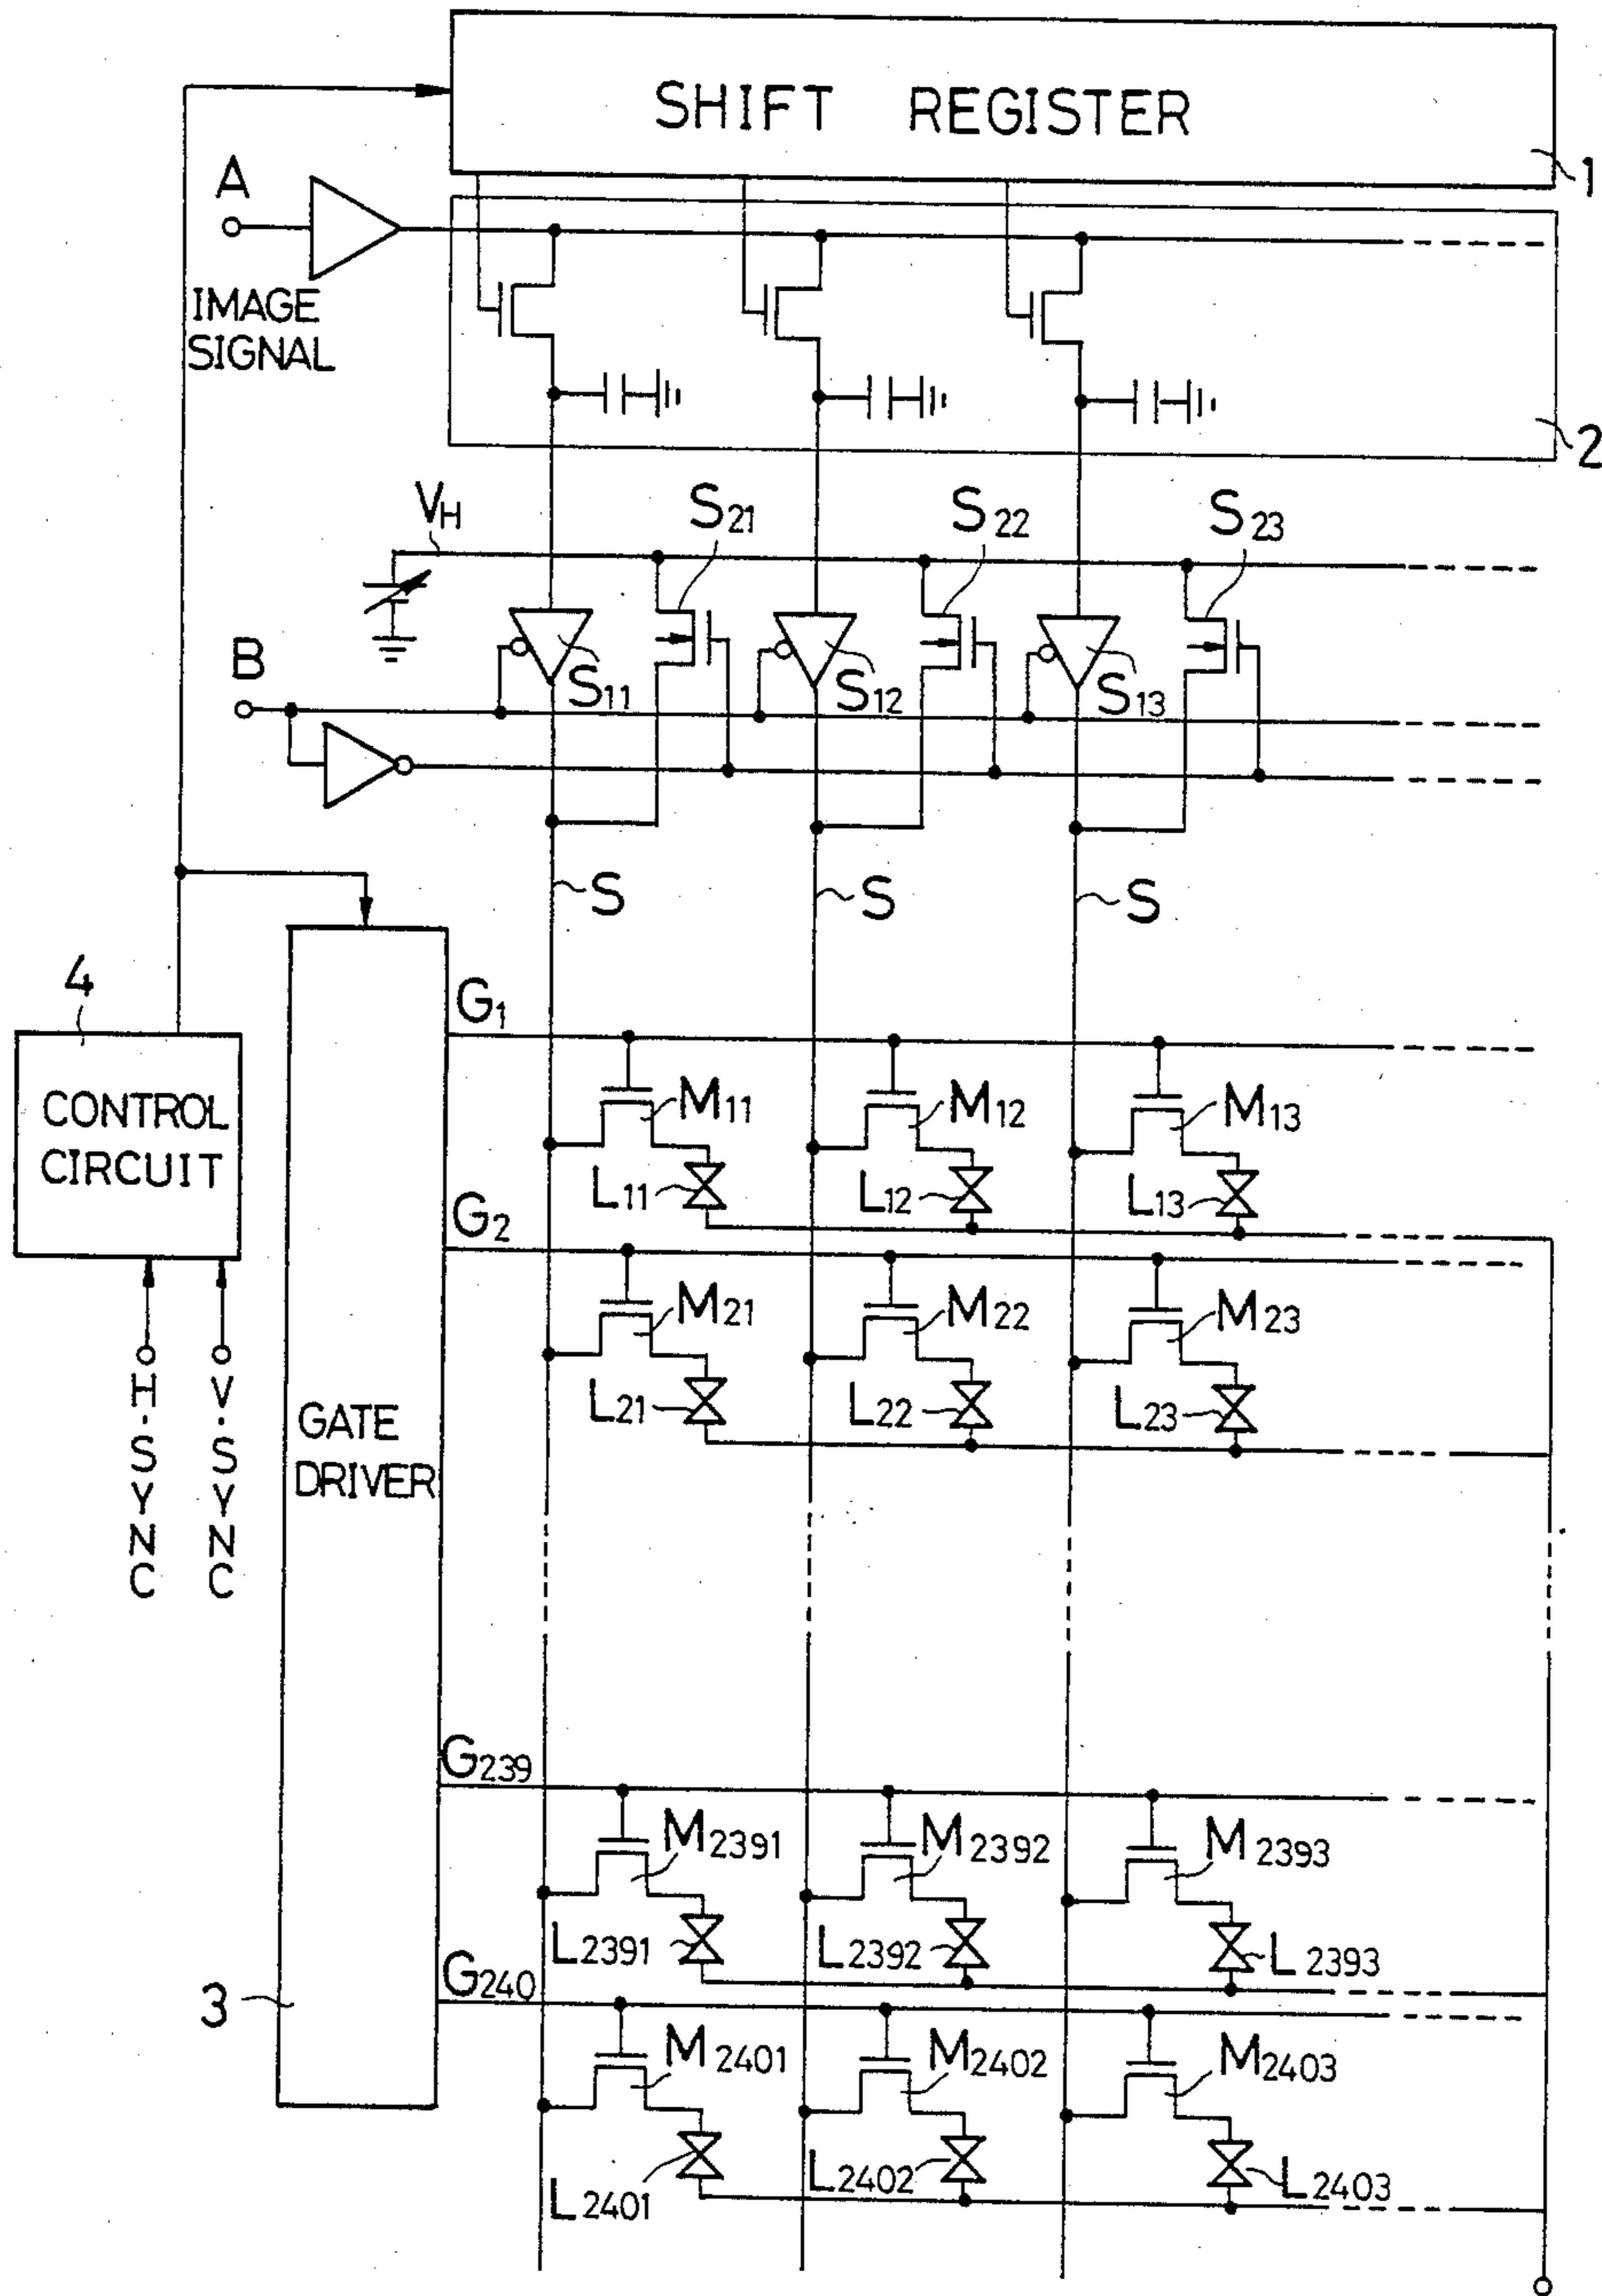 SHIFT REGISTER
1
A
IMAGE
SIGNAL
2
VH
S21
S22
S23
B
S11
S12
S13
S
S
S
4
CONTROL
CIRCUIT
G1
M11
M12
M13
L11
L12
L13
G2
M21
M22
M23
L21
L22
L23
H·SYNC
V·SYNC
GATE
DRIVER
G239
M2391
M2392
M2393
L2391
L2392
L2393
G240
3
M2401
M2402
M2403
L2401
L2402
L2403